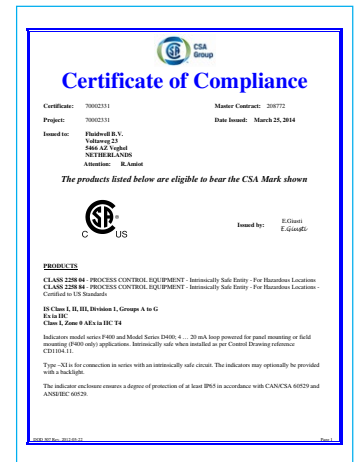 CSA
Group
Certificate of Compliance
Certificate: 70002331 Master Contract: 208772
Project: 70002331 Date Issued: March 25, 2014
Issued to: Fluidwell B.V.
Voltaweg 23
5466 AZ Veghel
NETHERLANDS
Attention: R.Amiot
The products listed below are eligible to bear the CSA Mark shown
C US
Issued by: E.Giusti
E.Giusti
PRODUCTS
CLASS 2258 04 - PROCESS CONTROL EQUIPMENT - Intrinsically Safe Entity - For Hazardous Locations
CLASS 2258 84 - PROCESS CONTROL EQUIPMENT - Intrinsically Safe Entity - For Hazardous Locations -
Certified to US Standards
IS Class I, II, III, Division 1, Groups A to G
Ex ia IIC
Class I, Zone 0 AEx ia IIC T4
Indicators model series F400 and Model Series D400; 4 … 20 mA loop powered for panel mounting or field
mounting (F400 only) applications. Intrinsically safe when installed as per Control Drawing reference
CD1104.11.
Type –XI is for connection in series with an intrinsically safe circuit. The indicators may optionally be provided
with a backlight.
The indicator enclosure ensures a degree of protection of at least IP65 in accordance with CAN/CSA 60529 and
ANSI/IEC 60529.
DQD 507 Rev. 2012-05-22 Page 1